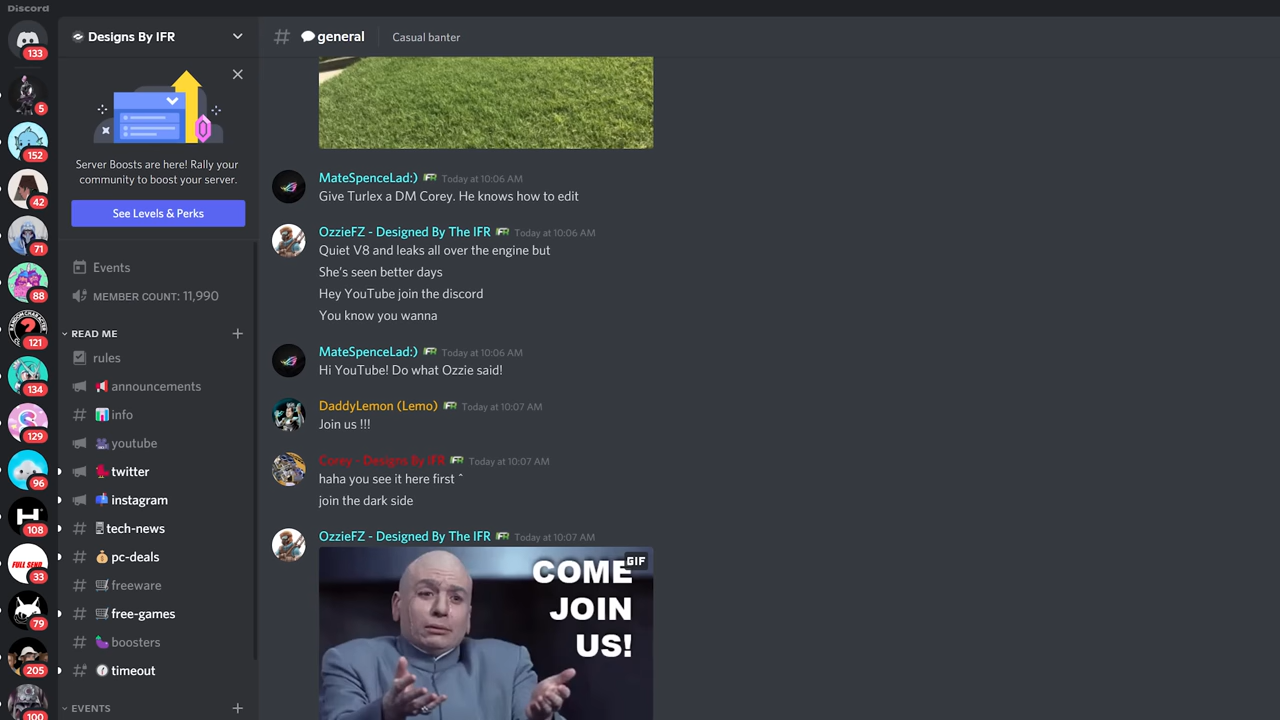 Discord
133
5
152
42
71
88
121
134
129
96
108
FULL SEND
33
79
205
100
Designs By IFR
Server Boosts are here! Rally your
community to boost your server.
See Levels & Perks
Events
MEMBER COUNT: 11,990
READ ME
rules
announcements
info
youtube
twitter
instagram
tech-news
pc-deals
freeware
free-games
boosters
timeout
EVENTS
# general Casual banter
MateSpenceLad:) IFR Today at 10:06 AM
Give Turlex a DM Corey. He knows how to edit
OzzieFZ - Designed By The IFR IFR Today at 10:06 AM
Quiet V8 and leaks all over the engine but
She's seen better days
Hey YouTube join the discord
You know you wanna
MateSpenceLad:) IFR Today at 10:06 AM
Hi YouTube! Do what Ozzie said!
DaddyLemon (Lemo) IFR Today at 10:07 AM
Join us !!!
Corey - Designs By IFR IFR Today at 10:07 AM
haha you see it here first ^
join the dark side
OzzieFZ - Designed By The IFR IFR Today at 10:07 AM
GIF
COME
JOIN
US!